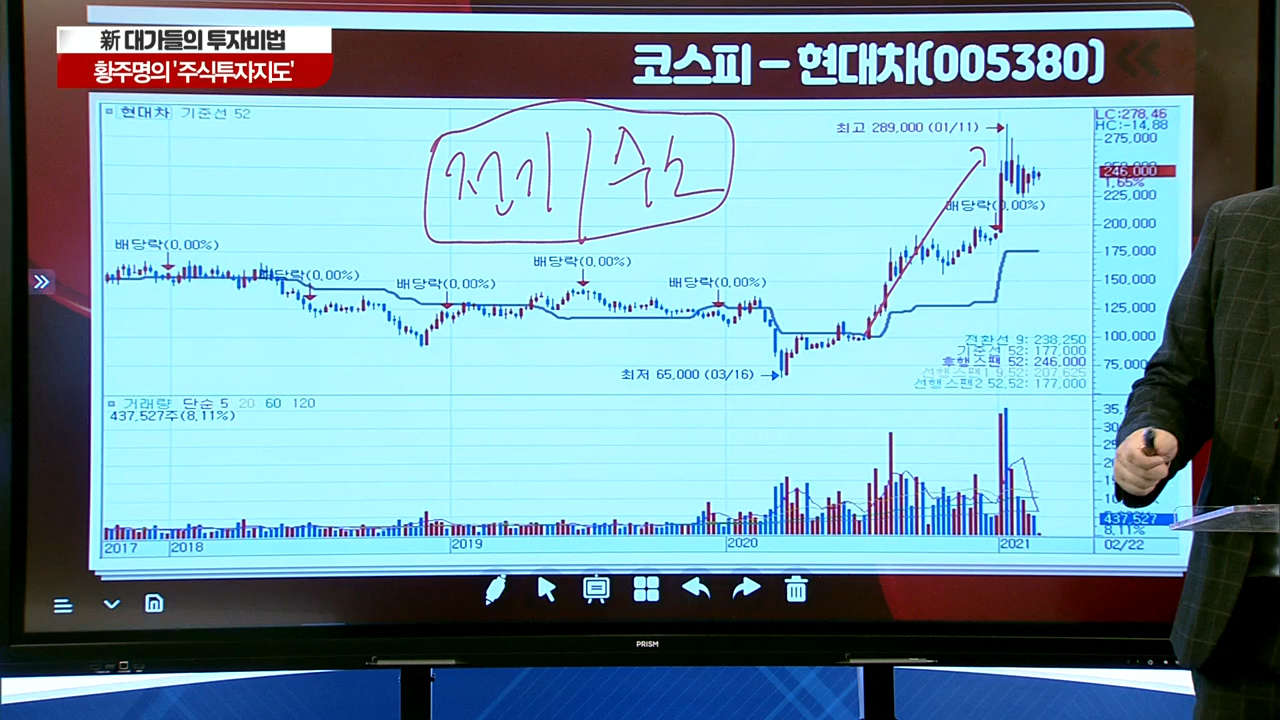 新 대가들의 투자비법
황주명의 '주식투자지도'
코스피 – 현대차(005380)
현대차 기준선 52
LC:278.46
HC:-14.88
최고 289,000 (01/11)
전기 수소
275,000
246,000
1.65%
225,000
배당락(0.00%)
200,000
배당락(0.00%)
175,000
배당락(0.00%)
배당락(0.00%)
배당락(0.00%)
배당락(0.00%)
150,000
125,000
100,000
75,000
전환선 9: 238,250
기준선 52: 177,000
후행스팬 52: 246,000
선행스팬1 9,52: 207,625
선행스팬2 52,52: 177,000
최저 65,000 (03/16)
거래량 단순 5 20 60 120
437,527주(8.11%)
437,527
8.11%
2017 2018 2019 2020 2021 02/22
PRISM